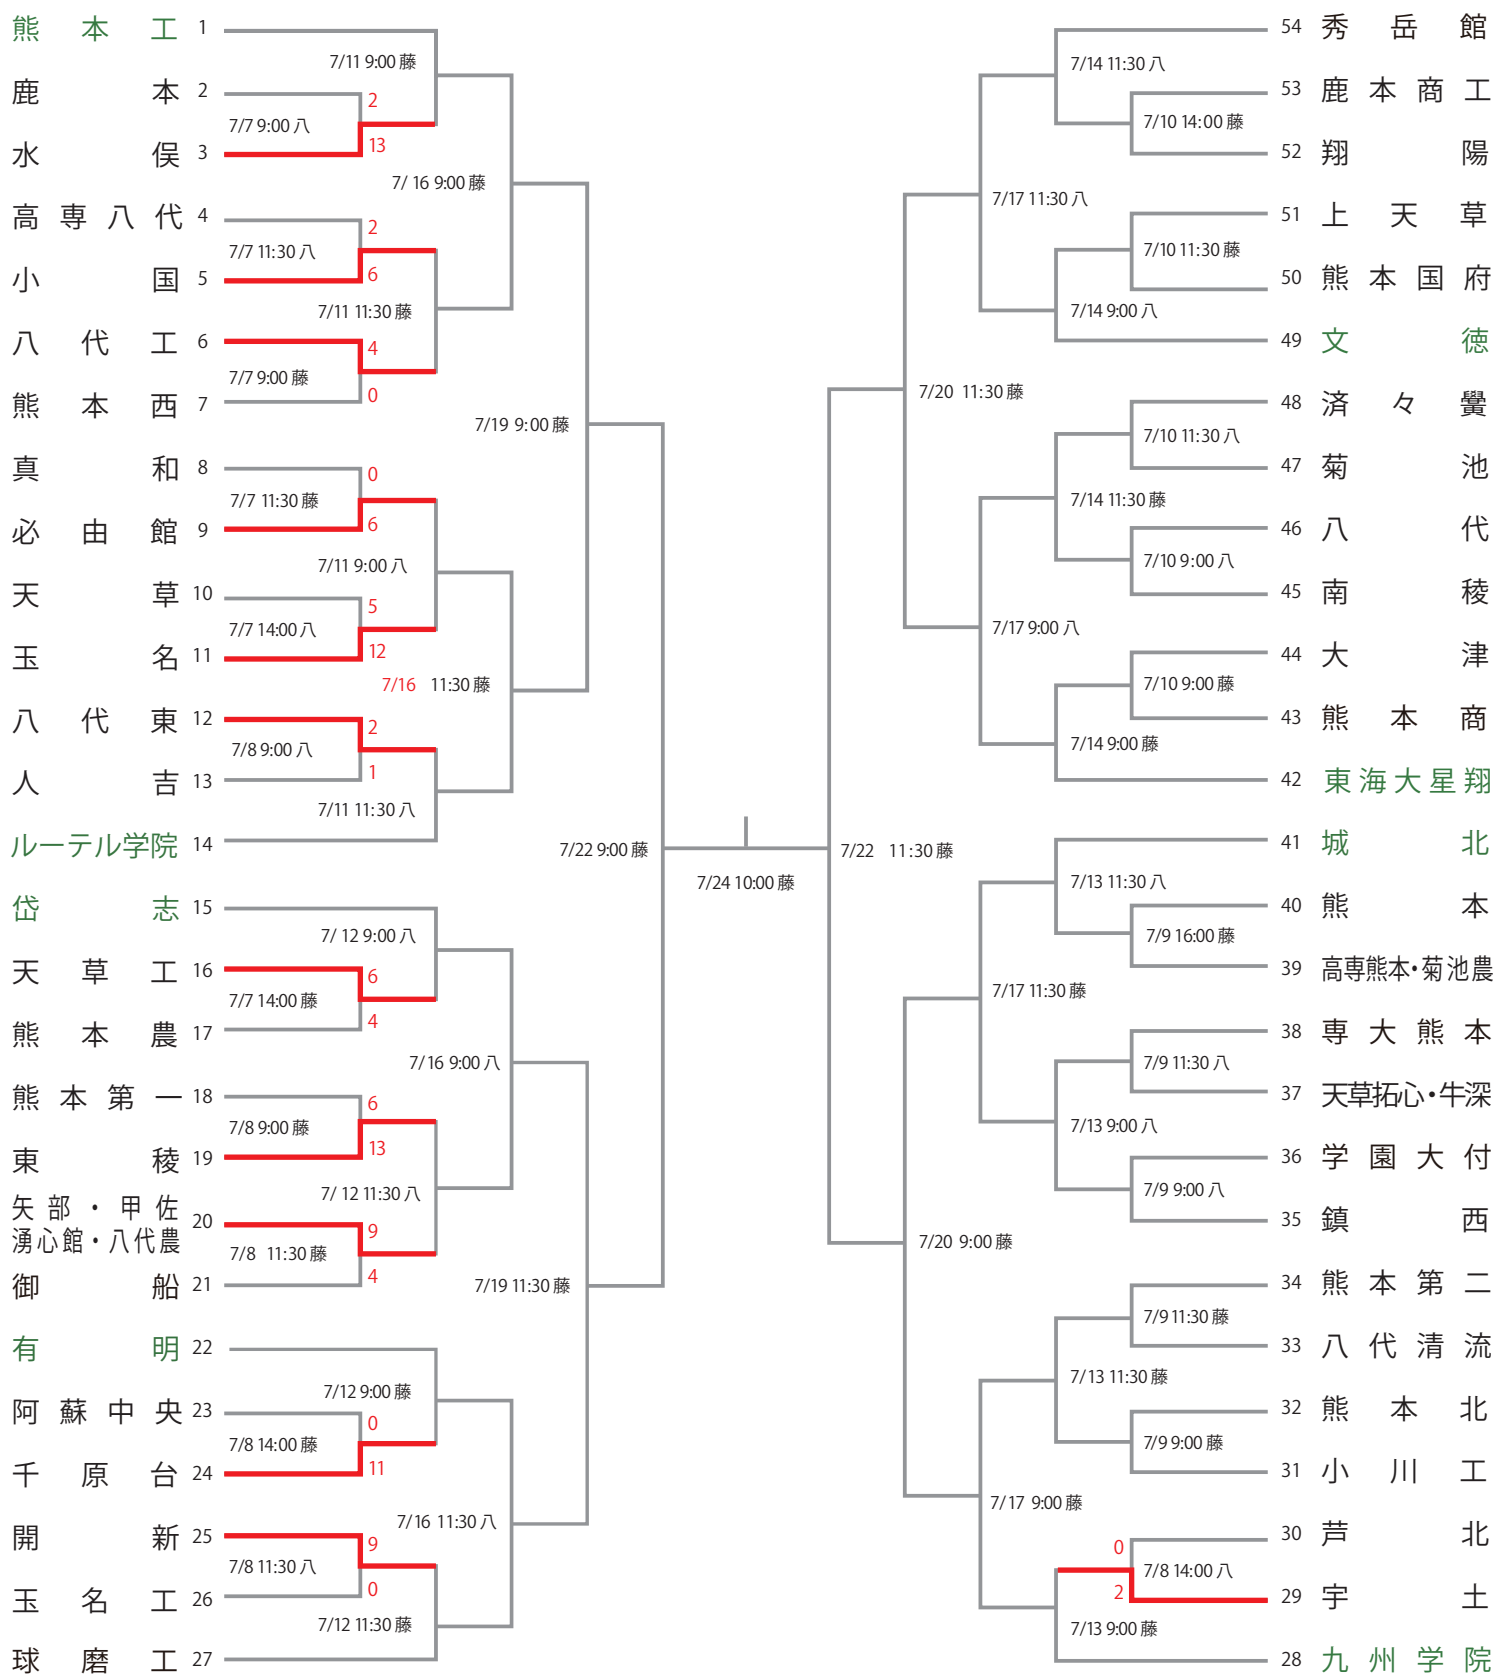 熊本工 1
7/11 9:00 藤
鹿本 2
2
7/7 9:00 八
水俣 3
13
7/ 16 9:00 藤
高専八代 4
2
7/7 11:30 八
小国 5
6
7/11 11:30 藤
八代工 6
4
7/7 9:00 藤
熊本西 7
0
7/19 9:00 藤
真和 8
0
7/7 11:30 藤
必由館 9
6
7/11 9:00 八
天草 10
5
7/7 14:00 八
玉名 11
12
7/16 11:30 藤
八代東 12
2
7/8 9:00 八
人吉 13
1
7/11 11:30 八
ルーテル学院 14
7/22 9:00 藤
7/24 10:00 藤
岱志 15
7/ 12 9:00 八
天草工 16
6
7/7 14:00 藤
熊本農 17
4
7/16 9:00 八
熊本第一 18
6
7/8 9:00 藤
東稜 19
13
7/ 12 11:30 八
矢部・甲佐
湧心館・八代農
20
9
7/8 11:30 藤
御船 21
4
7/19 11:30 藤
有明 22
7/12 9:00 藤
阿蘇中央 23
0
7/8 14:00 藤
千原台 24
11
7/16 11:30 八
開新 25
9
7/8 11:30 八
玉名工 26
0
7/12 11:30 藤
球磨工 27
54 秀岳館
7/14 11:30 八
53 鹿本商工
7/10 14:00 藤
52 翔陽
7/17 11:30 八
51 上天草
7/10 11:30 藤
50 熊本国府
7/14 9:00 八
49 文徳
7/20 11:30 藤
48 済々黌
7/10 11:30 八
47 菊池
7/14 11:30 藤
46 八代
7/10 9:00 八
45 南稜
7/17 9:00 八
44 大津
7/10 9:00 藤
43 熊本商
7/14 9:00 藤
42 東海大星翔
7/22 11:30 藤
41 城北
7/13 11:30 八
40 熊本
7/9 16:00 藤
39 高専熊本・菊池農
7/17 11:30 藤
38 専大熊本
7/9 11:30 八
37 天草拓心・牛深
7/13 9:00 八
36 学園大付
7/9 9:00 八
35 鎮西
7/20 9:00 藤
34 熊本第二
7/9 11:30 藤
33 八代清流
7/13 11:30 藤
32 熊本北
7/9 9:00 藤
31 小川工
7/17 9:00 藤
30 芦北
0
7/8 14:00 八
2
29 宇土
7/13 9:00 藤
28 九州学院